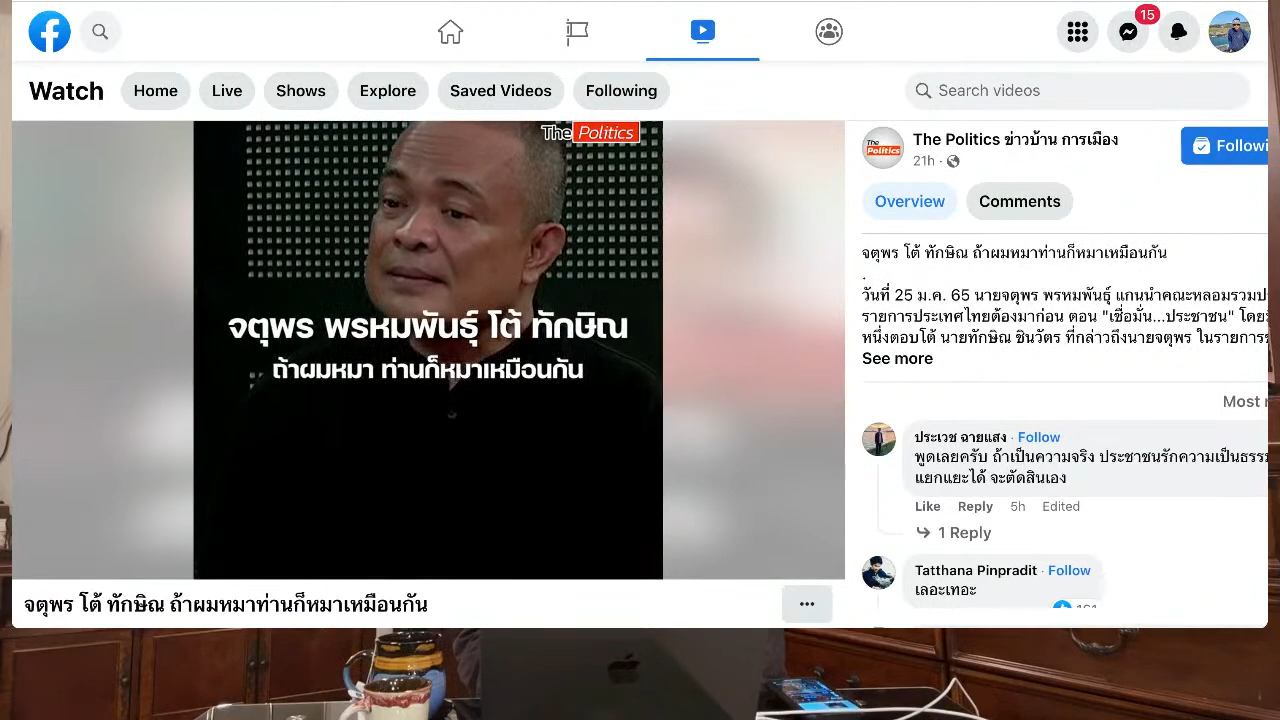 15
Watch
Home
Live
Shows
Explore
Saved Videos
Following
Search videos
The Politics
จตุพร พรหมพันธุ์ โต้ ทักษิณ
ถ้าผมหมา ท่านก็หมาเหมือนกัน
จตุพร โต้ ทักษิณ ถ้าผมหมาท่านก็หมาเหมือนกัน
The Politics
The Politics ข่าวบ้าน การเมือง
21h
Followi
Overview
Comments
จตุพร โต้ ทักษิณ ถ้าผมหมาท่านก็หมาเหมือนกัน
.
วันที่ 25 ม.ค. 65 นายจตุพร พรหมพันธุ์ แกนนำคณะหลอมรวมป
รายการประเทศไทยต้องมาก่อน ตอน "เชื่อมั่น...ประชาชน" โดย
หนึ่งตอบโต้ นายทักษิณ ชินวัตร ที่กล่าวถึงนายจตุพร ในรายการ
See more
Most
ประเวช ฉายแสง · Follow
พูดเลยครับ ถ้าเป็นความจริง ประชาชนรักความเป็นธรร
แยกแยะได้ จะตัดสินเอง
Like Reply 5h Edited
1 Reply
Tatthana Pinpradit · Follow
เลอะเทอะ